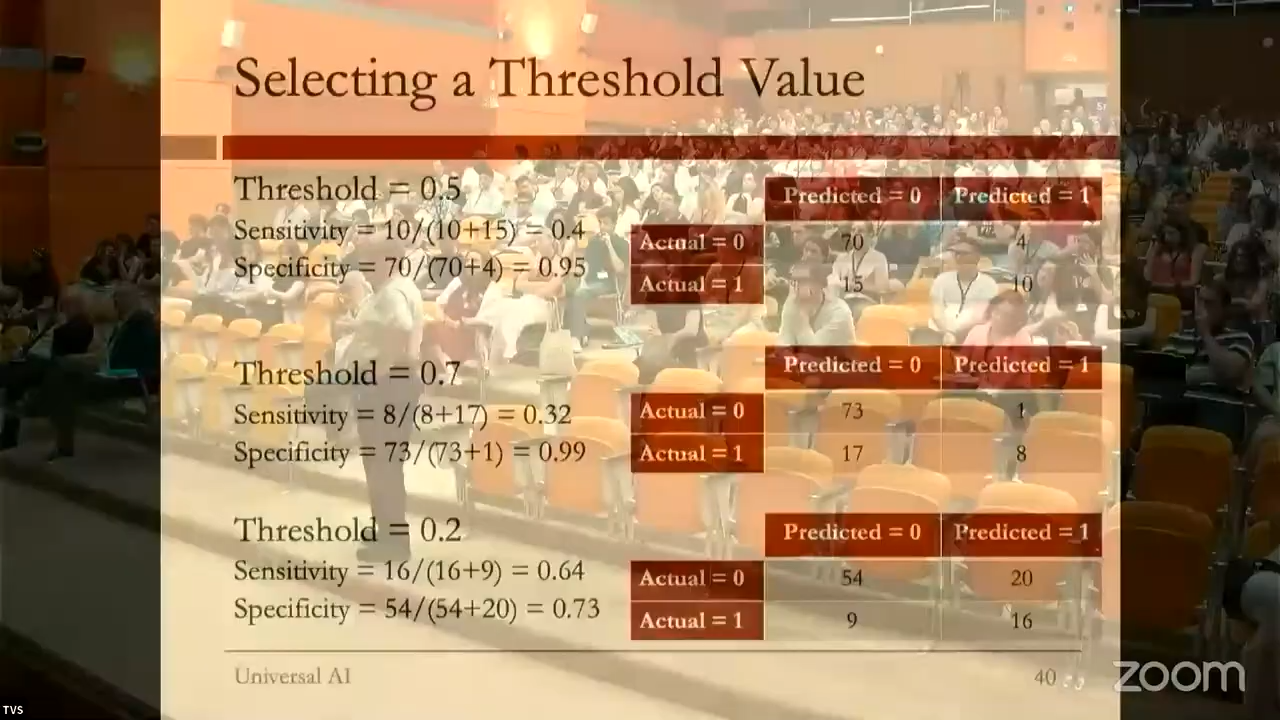 Selecting a Threshold Value
Threshold = 0.5
Sensitivity = 10/(10+15) = 0.4
Specificity = 70/(70+4) = 0.95
Predicted = 0 Predicted = 1
Actual = 0 70 4
Actual = 1 15 10
Threshold = 0.7
Sensitivity = 8/(8+17) = 0.32
Specificity = 73/(73+1) = 0.99
Predicted = 0 Predicted = 1
Actual = 0 73 1
Actual = 1 17 8
Threshold = 0.2
Sensitivity = 16/(16+9) = 0.64
Specificity = 54/(54+20) = 0.73
Predicted = 0 Predicted = 1
Actual = 0 54 20
Actual = 1 9 16
Universal AI 40
zoom
TVS